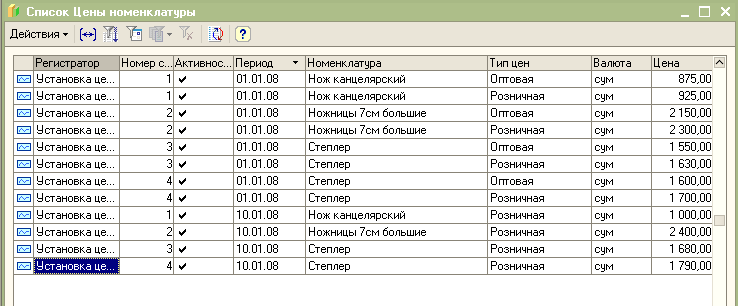 Список Цены номенклатуры
Действия
Регистратор Номер с... Активнос... Период Номенклатура Тип цен Валюта Цена
Установка це... 1 01.01.08 Нож канцелярский Оптовая сум 875,00
Установка це... 1 01.01.08 Нож канцелярский Розничная сум 925,00
Установка це... 2 01.01.08 Ножницы 7см большие Оптовая сум 2 150,00
Установка це... 2 01.01.08 Ножницы 7см большие Розничная сум 2 300,00
Установка це... 3 01.01.08 Степлер Оптовая сум 1 550,00
Установка це... 3 01.01.08 Степлер Розничная сум 1 630,00
Установка це... 4 01.01.08 Степлер Оптовая сум 1 600,00
Установка це... 4 01.01.08 Степлер Розничная сум 1 700,00
Установка це... 1 10.01.08 Нож канцелярский Розничная сум 1 000,00
Установка це... 2 10.01.08 Ножницы 7см большие Розничная сум 2 400,00
Установка це... 3 10.01.08 Степлер Розничная сум 1 680,00
Установка це... 4 10.01.08 Степлер Розничная сум 1 790,00